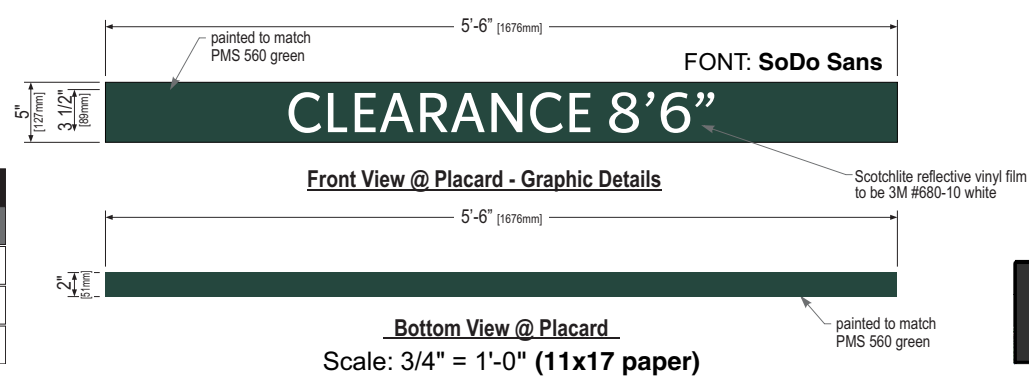 5’-6” [1676mm]
painted to match
PMS 560 green
FONT: SoDo Sans
5"
[127mm]
3 1/2"
[89mm]
CLEARANCE 8’6”
Scotchlite reflective vinyl film
to be 3M #680-10 white
Front View @ Placard - Graphic Details
5’-6” [1676mm]
2"
[51mm]
painted to match
PMS 560 green
Bottom View @ Placard
Scale: 3/4" = 1'-0" (11x17 paper)